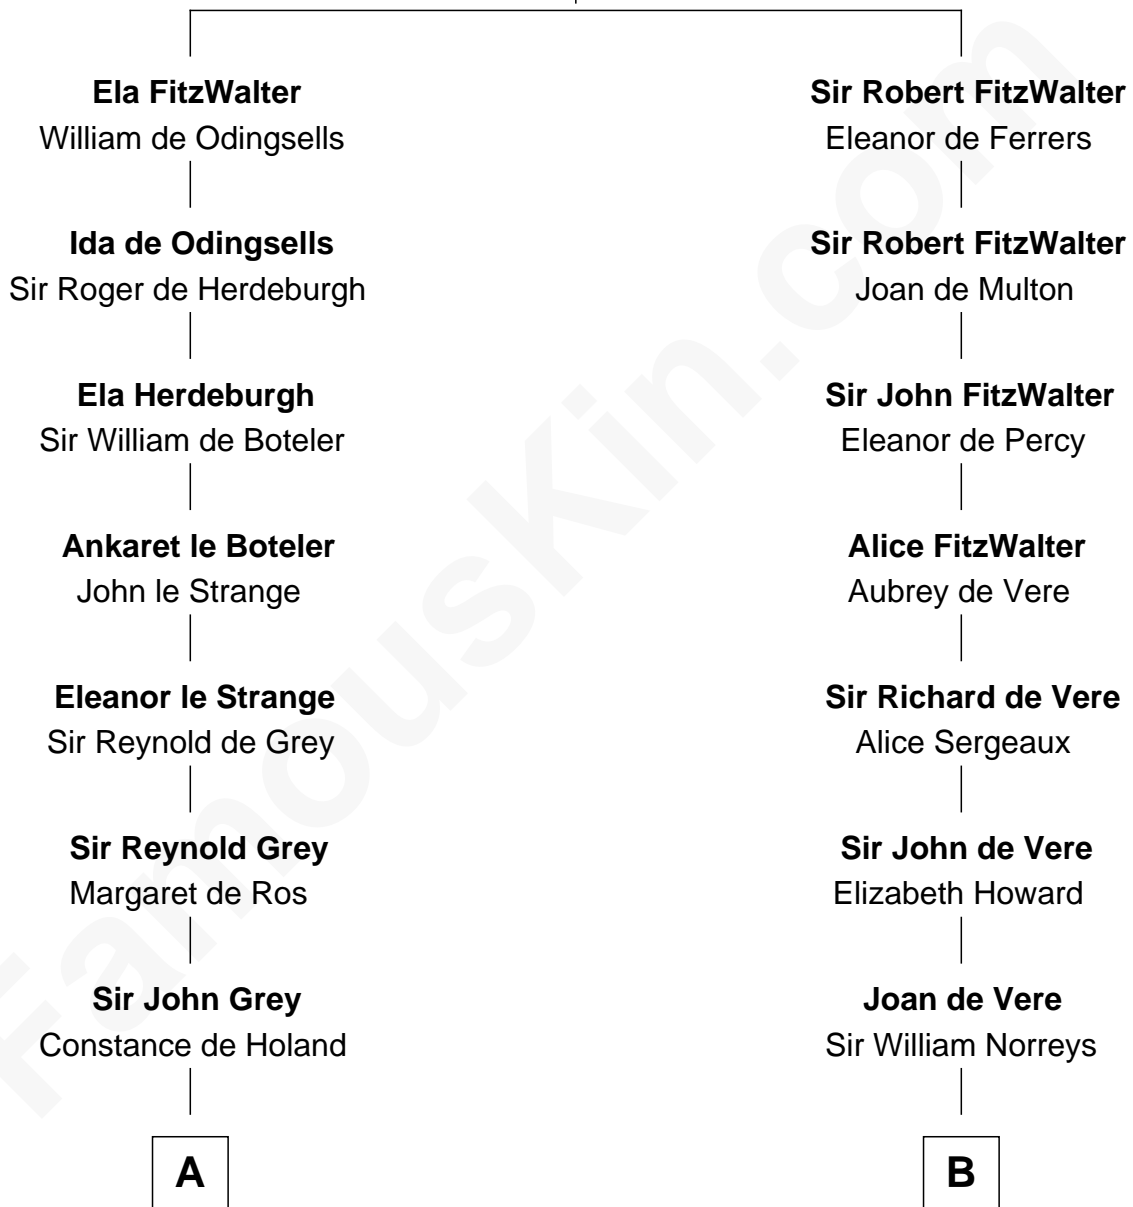 Ela FitzWalter
William de Odingsells
Ida de Odingsells
Sir Roger de Herdeburgh
Ela Herdeburgh
Sir William de Boteler
Ankaret le Boteler
John le Strange
Eleanor le Strange
Sir Reynold de Grey
Sir Reynold Grey
Margaret de Ros
Sir John Grey
Constance de Holand
A
Sir Robert FitzWalter
Eleanor de Ferrers
Sir Robert FitzWalter
Joan de Multon
Sir John FitzWalter
Eleanor de Percy
Alice FitzWalter
Aubrey de Vere
Sir Richard de Vere
Alice Sergeaux
Sir John de Vere
Elizabeth Howard
Joan de Vere
Sir William Norreys
B
FamousKin.com